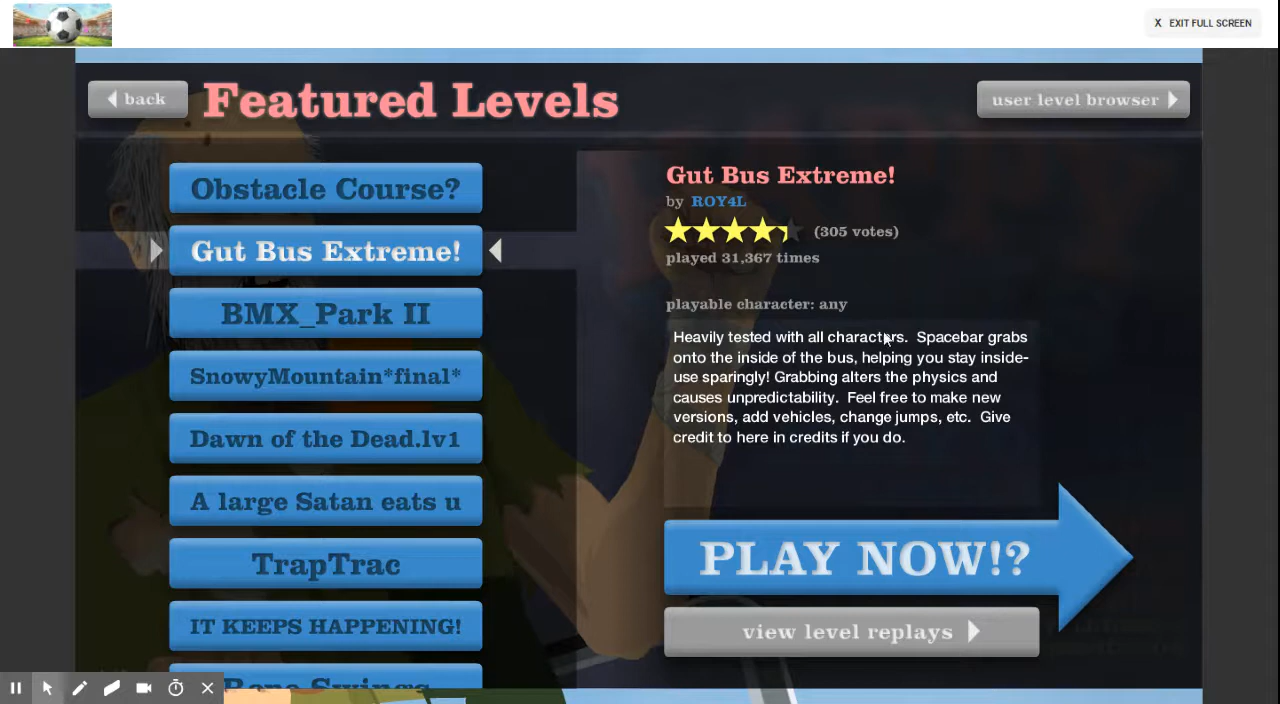 EXIT FULL SCREEN
back
Featured Levels
user level browser
Obstacle Course?
Gut Bus Extreme!
BMX_Park II
SnowyMountain*final*
Dawn of the Dead.lv1
A large Satan eats u
TrapTrac
IT KEEPS HAPPENING!
Rope Swings
Gut Bus Extreme!
by ROY4L
(305 votes)
played 31,367 times
playable character: any
Heavily tested with all characters. Spacebar grabs
onto the inside of the bus, helping you stay inside-
use sparingly! Grabbing alters the physics and
causes unpredictability. Feel free to make new
versions, add vehicles, change jumps, etc. Give
credit to here in credits if you do.
PLAY NOW!?
view level replays